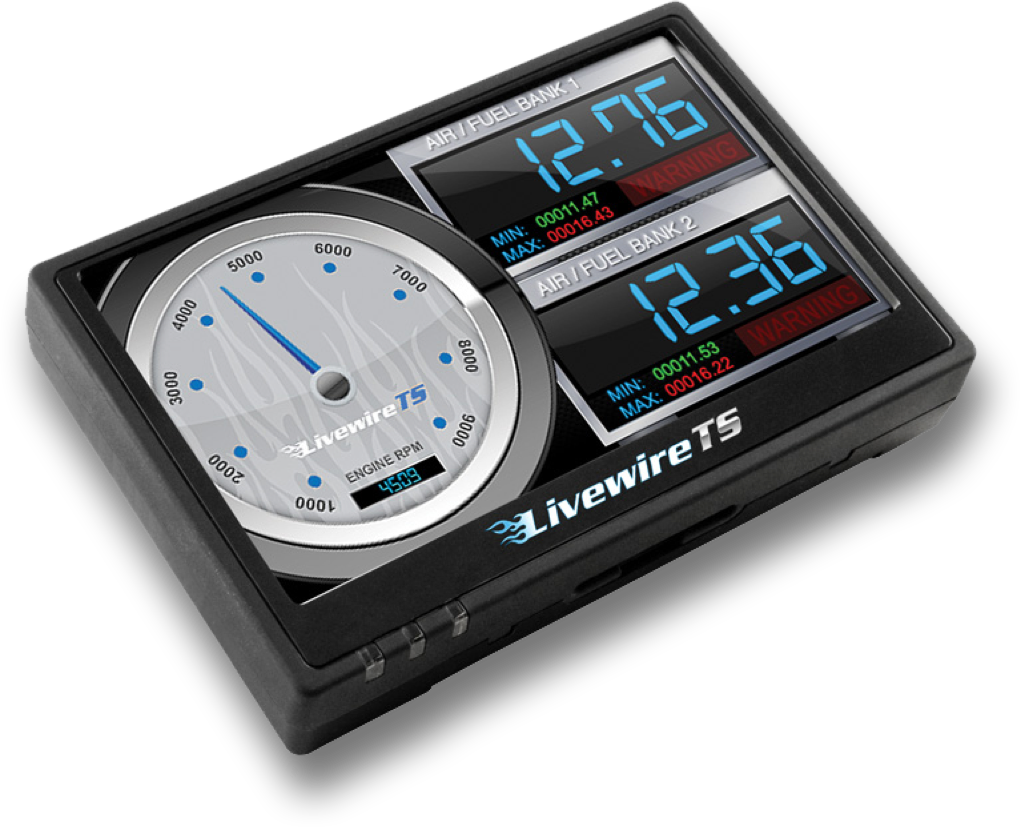 AIR / FUEL BANK 1
12.76
WARNING
MIN: 00011.47
MAX: 00016.43
AIR / FUEL BANK 2
12.36
WARNING
MIN: 00011.53
MAX: 00016.22
1000
2000
3000
4000
5000
6000
7000
8000
9000
Livewire TS
ENGINE RPM
4509
Livewire TS